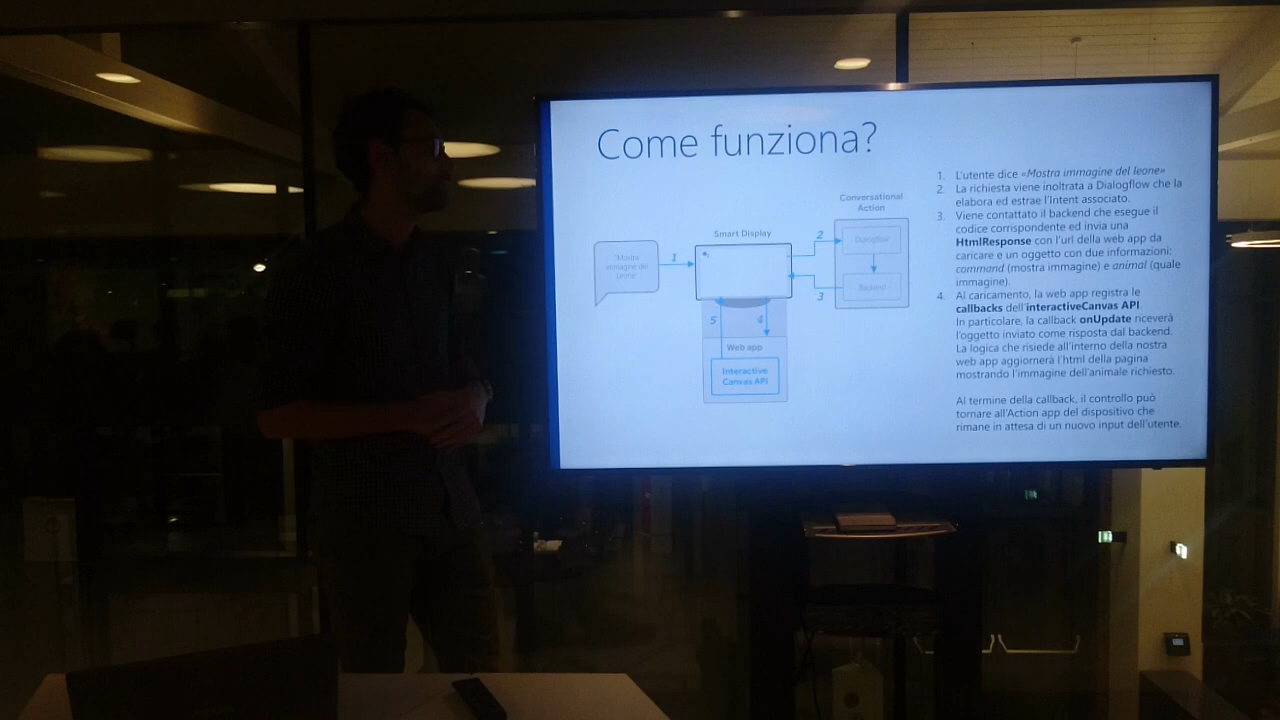 Come funziona?
Conversational
Action
Smart Display
"Mostra
immagine del
Leone"
1
2
3
Dialogflow
Backend
5
4
Web app
Interactive
Canvas API
1. L'utente dice «Mostra immagine del leone»
2. La richiesta viene inoltrata a Dialogflow che la
elabora ed estrae l'Intent associato.
3. Viene contattato il backend che esegue il
codice corrispondente ed invia una
HtmlResponse con l'url della web app da
caricare e un oggetto con due informazioni:
command (mostra immagine) e animal (quale
immagine).
4. Al caricamento, la web app registra le
callbacks dell'interactiveCanvas API.
In particolare, la callback onUpdate riceverà
l'oggetto inviato come risposta dal backend.
La logica che risiede all'interno della nostra
web app aggiornerà l'html della pagina
mostrando l'immagine dell'animale richiesto.
Al termine della callback, il controllo può
tornare all'Action app del dispositivo che
rimane in attesa di un nuovo input dell'utente.